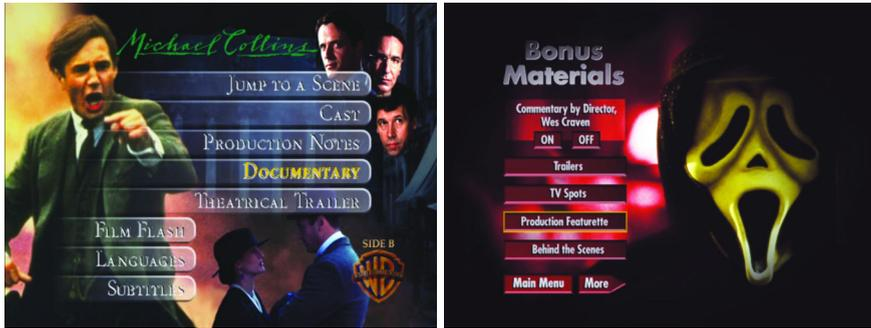 Michael Collins
JUMP TO A SCENE
CAST
PRODUCTION NOTES
DOCUMENTARY
THEATRICAL TRAILER
FILM FLASH
LANGUAGES
SUBTITLES
SIDE B
Bonus
Materials
Commentary by Director,
Wes Craven
ON OFF
Trailers
TV Spots
Production Featurette
Behind the Scenes
Main Menu More